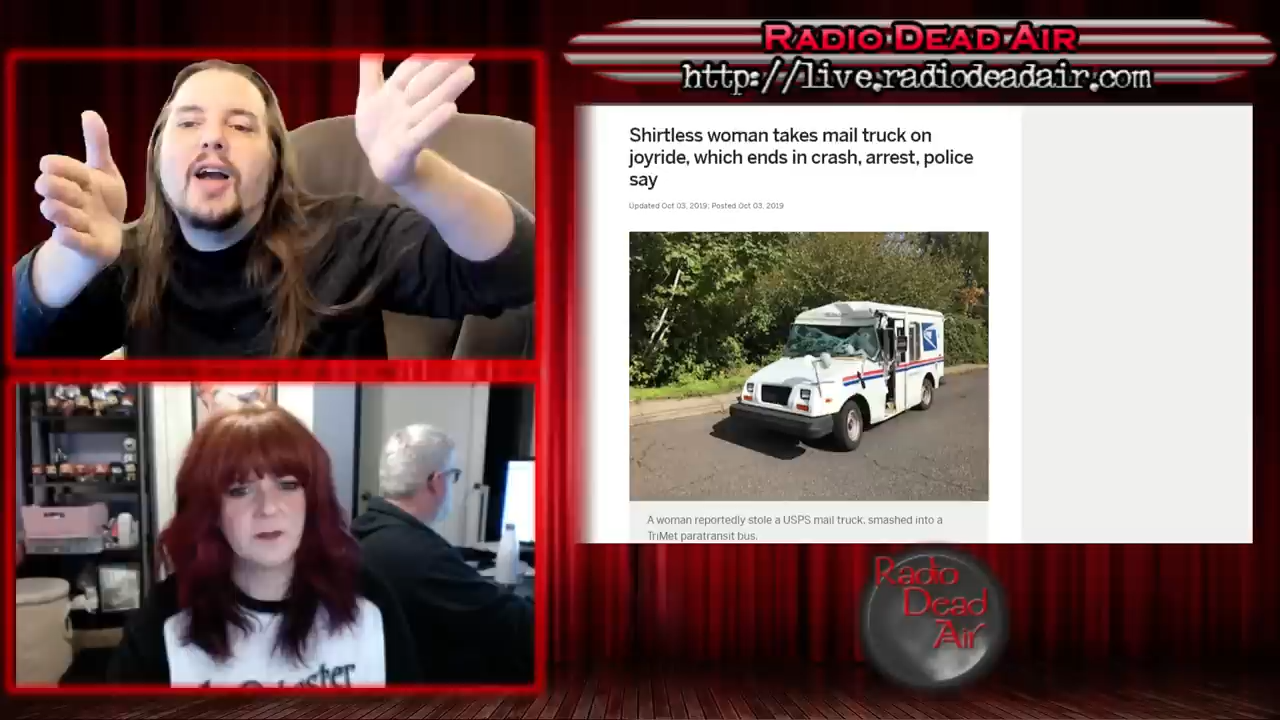 Radio Dead Air
http://live.radiodeadair.com
Shirtless woman takes mail truck on
joyride, which ends in crash, arrest, police
say
Updated Oct 03, 2019; Posted Oct 03, 2019
A woman reportedly stole a USPS mail truck, smashed into a
TriMet paratransit bus.
Radio
Dead
Air